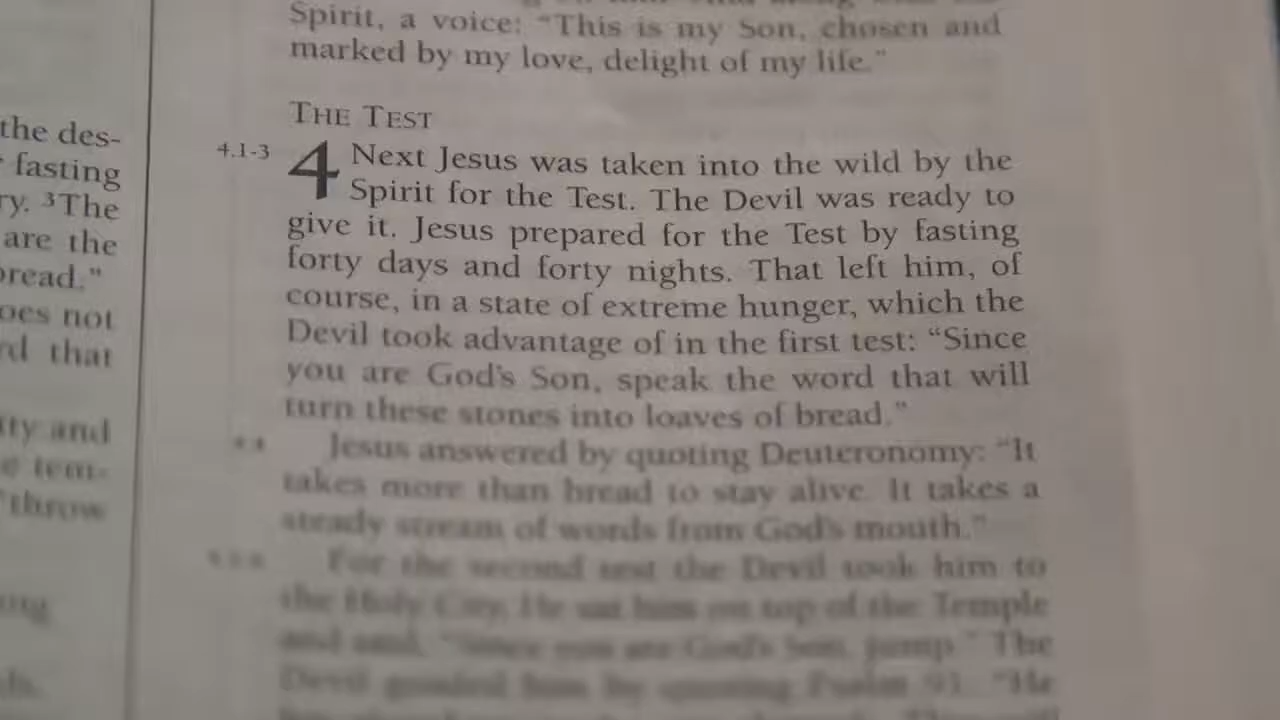 the des-
fasting
ry. ³The
are the
bread."
oes not
rd that
ity and
e tem-
"throw
Spirit, a voice: "This is my Son, chosen and
marked by my love, delight of my life."
THE TEST
4.1-3
4 Next Jesus was taken into the wild by the
Spirit for the Test. The Devil was ready to
give it. Jesus prepared for the Test by fasting
forty days and forty nights. That left him, of
course, in a state of extreme hunger, which the
Devil took advantage of in the first test: "Since
you are God's Son, speak the word that will
turn these stones into loaves of bread."
Jesus answered by quoting Deuteronomy: "It
takes more than bread to stay alive. It takes a
steady stream of words from God's mouth."
For the second test the Devil took him to
the Holy City. He sat him on top of the Temple
and said, "Since you are God's Son, jump." The
Devil goaded him by quoting Psalm 91: "He